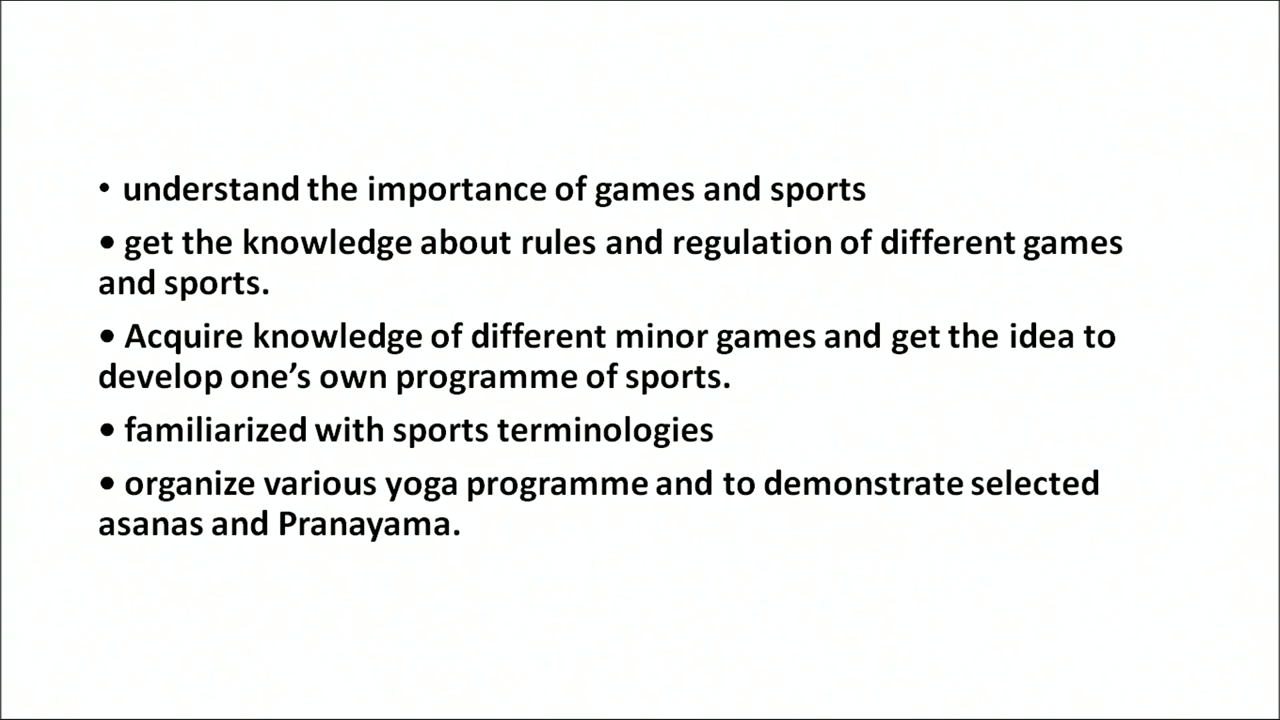 • understand the importance of games and sports
• get the knowledge about rules and regulation of different games
and sports.
• Acquire knowledge of different minor games and get the idea to
develop one’s own programme of sports.
• familiarized with sports terminologies
• organize various yoga programme and to demonstrate selected
asanas and Pranayama.